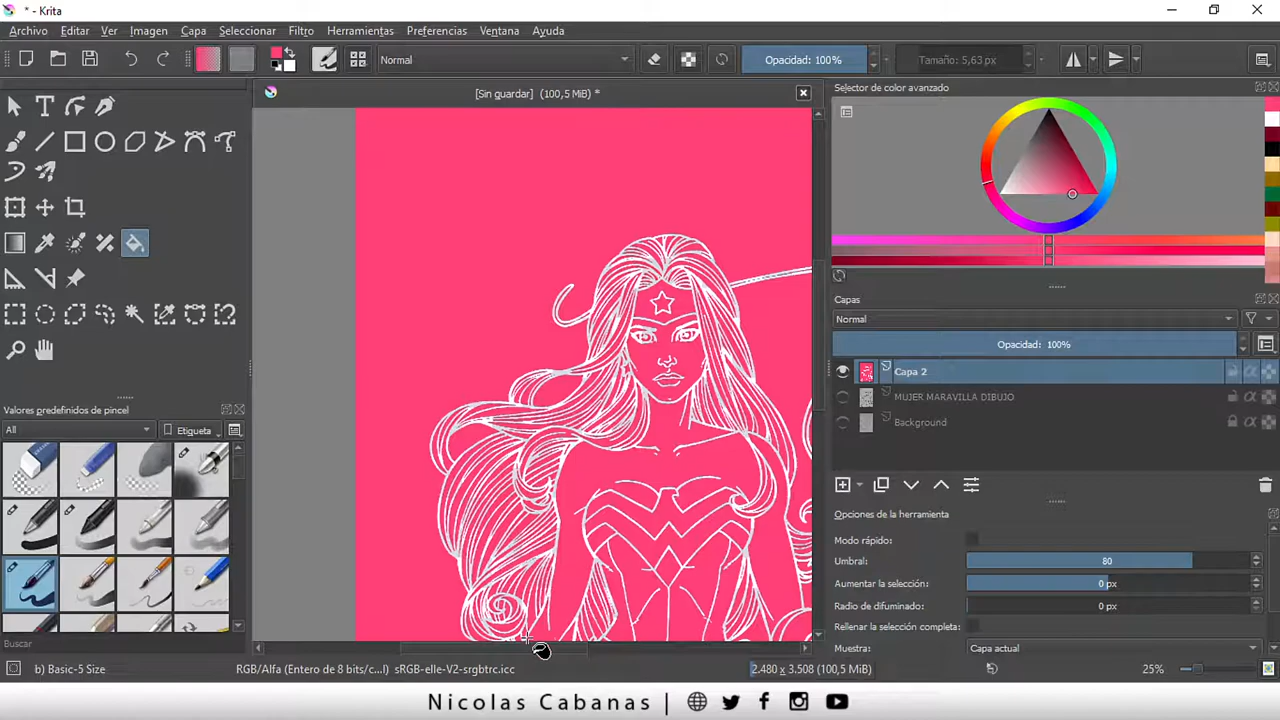 * - Krita
Archivo Editar Ver Imagen Capa Seleccionar Filtro Herramientas Preferencias Ventana Ayuda
Normal
Opacidad: 100%
Tamaño: 5,63 px
[Sin guardar] (100,5 MiB) *
Selector de color avanzado
Capas
Normal
Opacidad: 100%
Capa 2
MUJER MARAVILLA DIBUJO
Background
Valores predefinidos de pincel
All
Etiqueta
Buscar
Opciones de la herramienta
Modo rápido:
Umbral: 80
Aumentar la selección: 0 px
Radio de difuminado: 0 px
Rellenar la selección completa:
Muestra: Capa actual
b) Basic-5 Size
RGB/Alfa (Entero de 8 bits/c...l) sRGB-elle-V2-srgbtrc.icc
2.480 x 3.508 (100,5 MiB)
25%
Nicolas Cabanas |